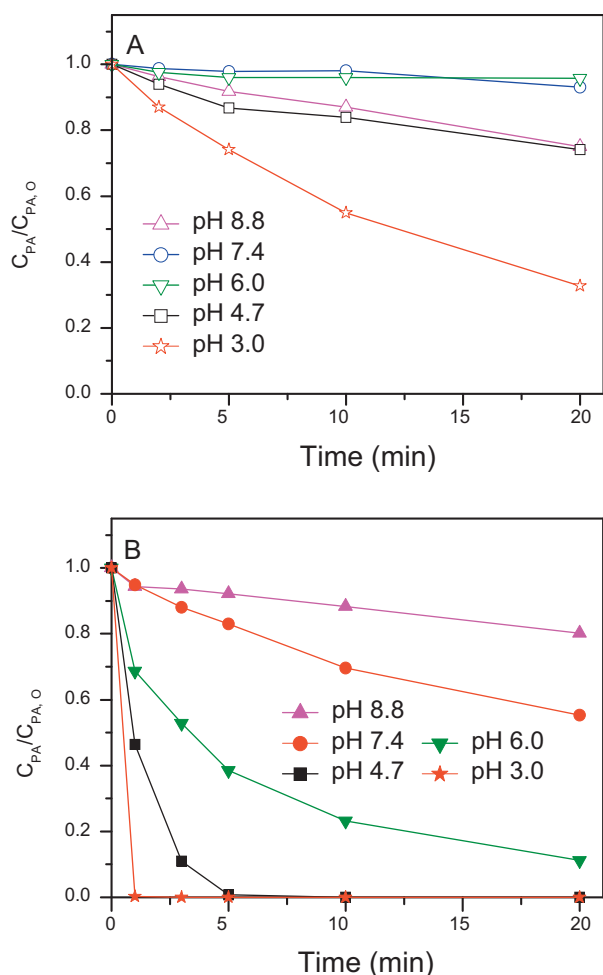 A
1.0
0.8
0.6
0.4
0.2
0.0
C_PA/C_PA, O
pH 8.8
pH 7.4
pH 6.0
pH 4.7
pH 3.0
0 5 10 15 20
Time (min)
B
1.0
0.8
0.6
0.4
0.2
0.0
C_PA/C_PA, O
pH 8.8
pH 7.4 pH 6.0
pH 4.7 pH 3.0
0 5 10 15 20
Time (min)